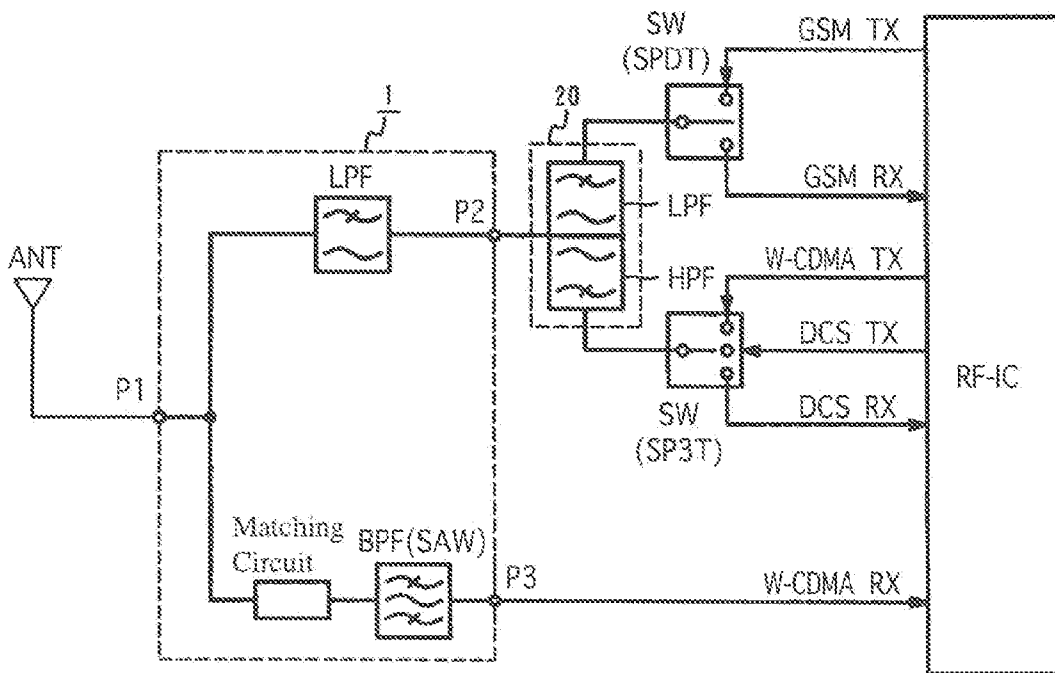 SW
(SPDT)
GSM TX
1
20
LPF
P2
LPF
GSM RX
ANT
HPF
W-CDMA TX
DCS TX
RF-IC
P1
DCS RX
SW
(SP3T)
Matching
Circuit
BPF(SAW)
P3
W-CDMA RX